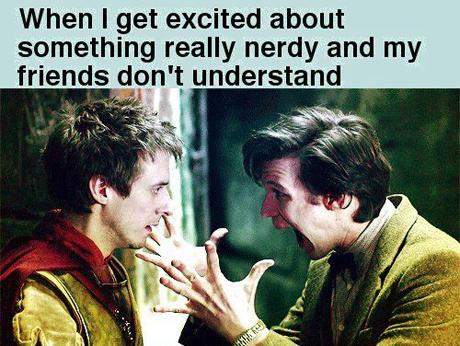 When I get excited about
something really nerdy and my
friends don't understand